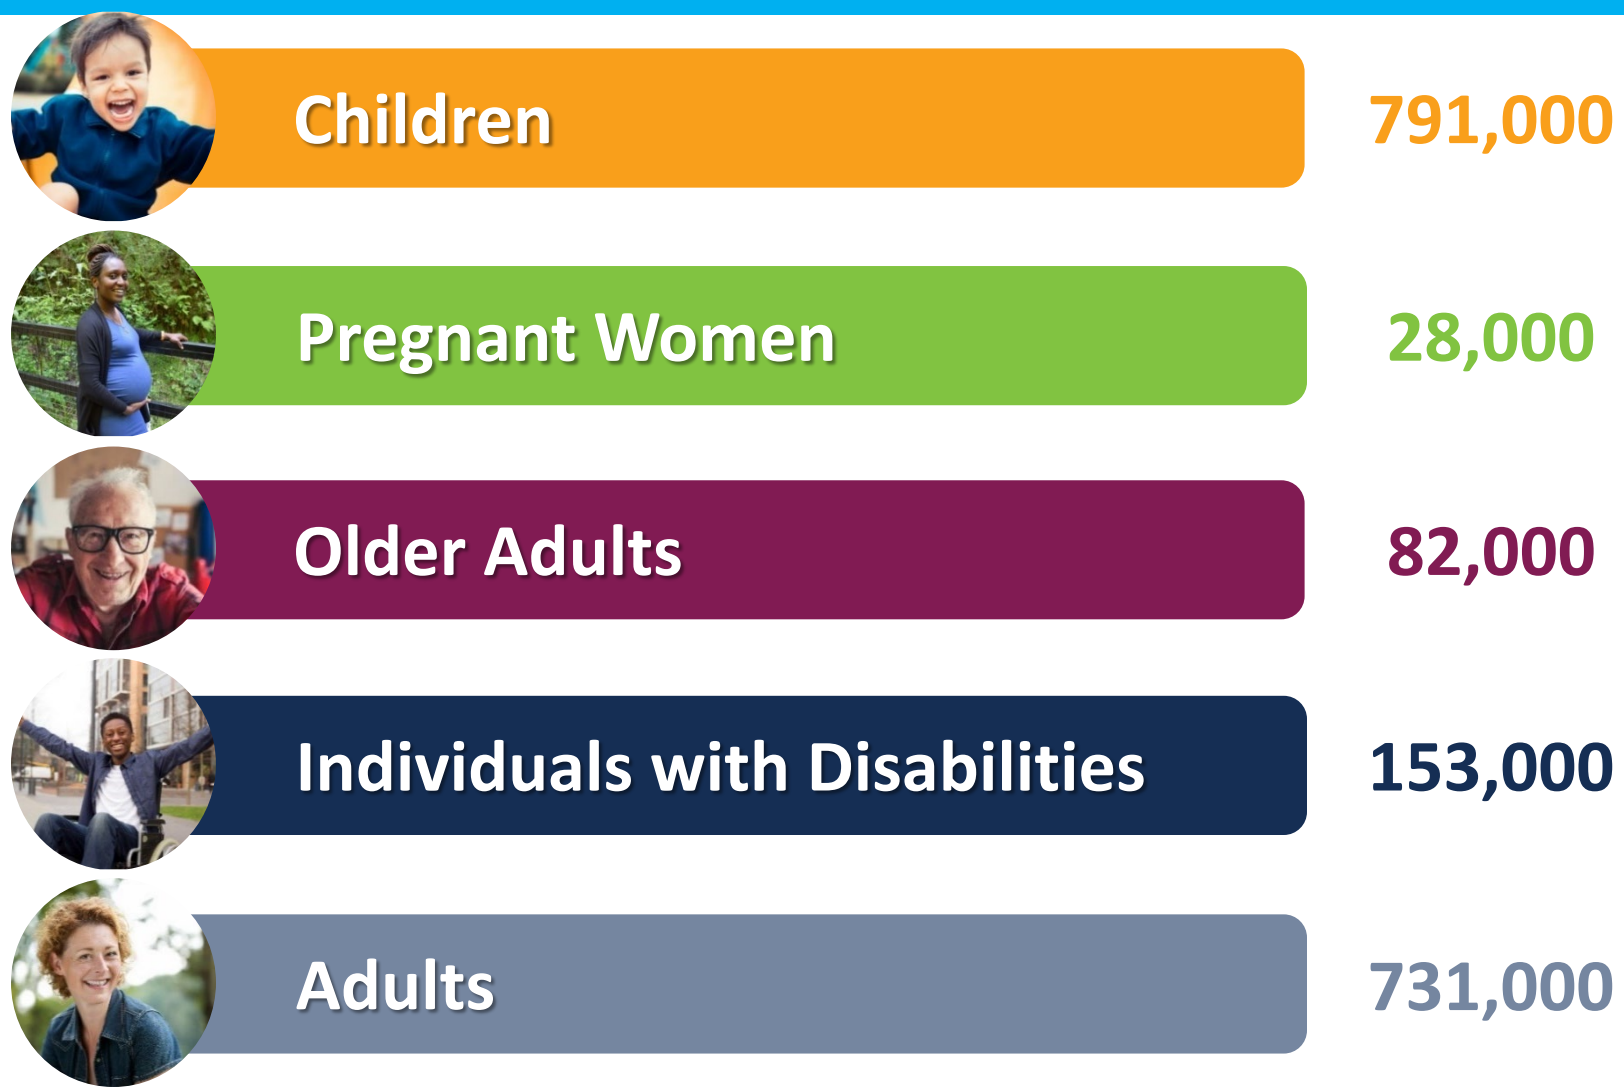 Children 791,000
Pregnant Women 28,000
Older Adults 82,000
Individuals with Disabilities 153,000
Adults 731,000